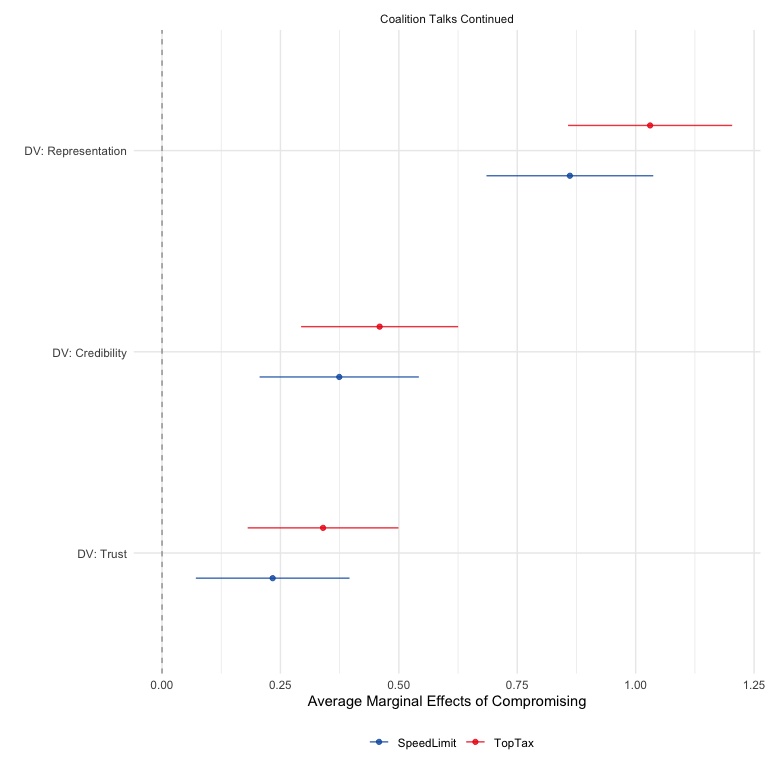 Coalition Talks Continued
DV: Representation
DV: Credibility
DV: Trust
0.00 0.25 0.50 0.75 1.00 1.25
Average Marginal Effects of Compromising
SpeedLimit TopTax